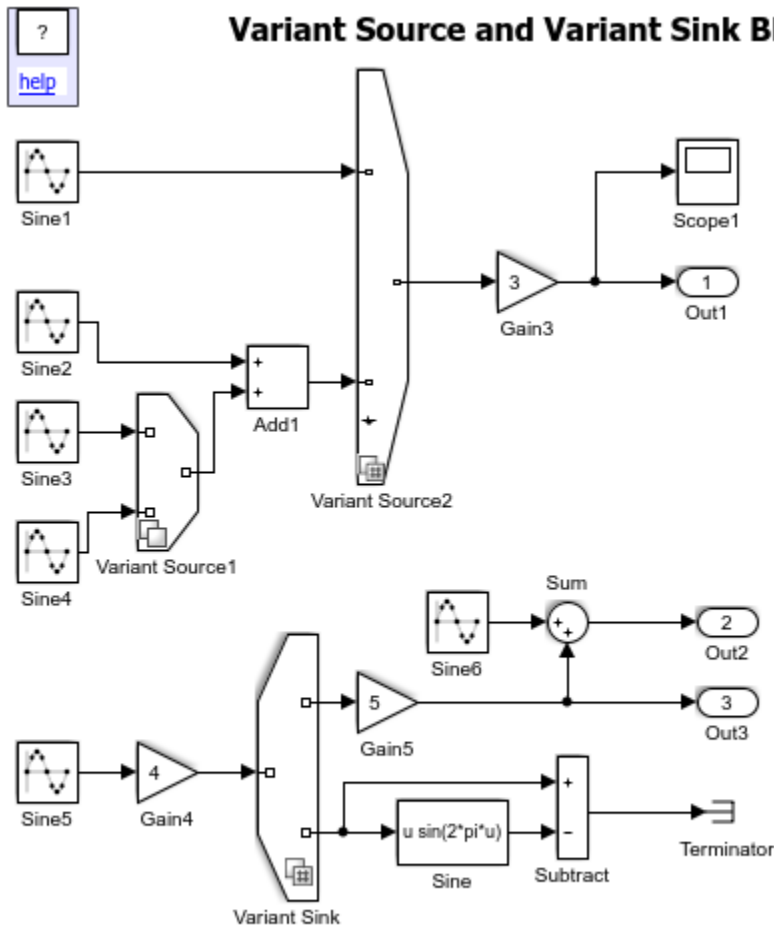 ?
help
Variant Source and Variant Sink Bl
Sine1
Scope1
3
Gain3
1
Out1
Sine2
+
+
Add1
Sine3
Variant Source2
Variant Source1
Sine4
Sum
Sine6
+
+
2
Out2
5
Gain5
3
Out3
Sine5
4
Gain4
+
u sin(2*pi*u)
−
Sine
Subtract
Terminator
Variant Sink